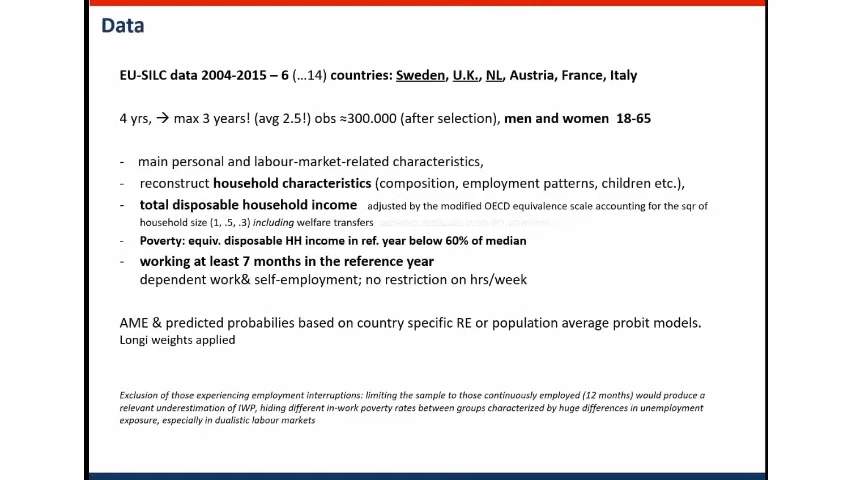 Data
EU-SILC data 2004-2015 – 6 (…14) countries: Sweden, U.K., NL, Austria, France, Italy
4 yrs, → max 3 years! (avg 2.5!) obs ≈300.000 (after selection), men and women 18-65
- main personal and labour-market-related characteristics,
- reconstruct household characteristics (composition, employment patterns, children etc.),
- total disposable household income adjusted by the modified OECD equivalence scale accounting for the sqr of
household size (1, .5, .3) including welfare transfers
- Poverty: equiv. disposable HH income in ref. year below 60% of median
- working at least 7 months in the reference year
dependent work& self-employment; no restriction on hrs/week
AME & predicted probabilies based on country specific RE or population average probit models.
Longi weights applied
Exclusion of those experiencing employment interruptions: limiting the sample to those continuously employed (12 months) would produce a
relevant underestimation of IWP, hiding different in-work poverty rates between groups characterized by huge differences in unemployment
exposure, especially in dualistic labour markets